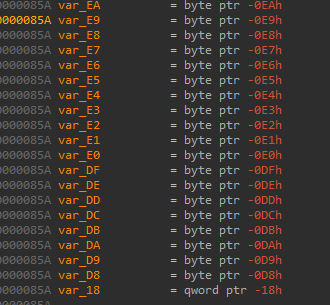 0000085A var_EA = byte ptr -0EAh
0000085A var_E9 = byte ptr -0E9h
0000085A var_E8 = byte ptr -0E8h
0000085A var_E7 = byte ptr -0E7h
0000085A var_E6 = byte ptr -0E6h
0000085A var_E5 = byte ptr -0E5h
0000085A var_E4 = byte ptr -0E4h
0000085A var_E3 = byte ptr -0E3h
0000085A var_E2 = byte ptr -0E2h
0000085A var_E1 = byte ptr -0E1h
0000085A var_E0 = byte ptr -0E0h
0000085A var_DF = byte ptr -0DFh
0000085A var_DE = byte ptr -0DEh
0000085A var_DD = byte ptr -0DDh
0000085A var_DC = byte ptr -0DCh
0000085A var_DB = byte ptr -0DBh
0000085A var_DA = byte ptr -0DAh
0000085A var_D9 = byte ptr -0D9h
0000085A var_D8 = byte ptr -0D8h
0000085A var_18 = qword ptr -18h